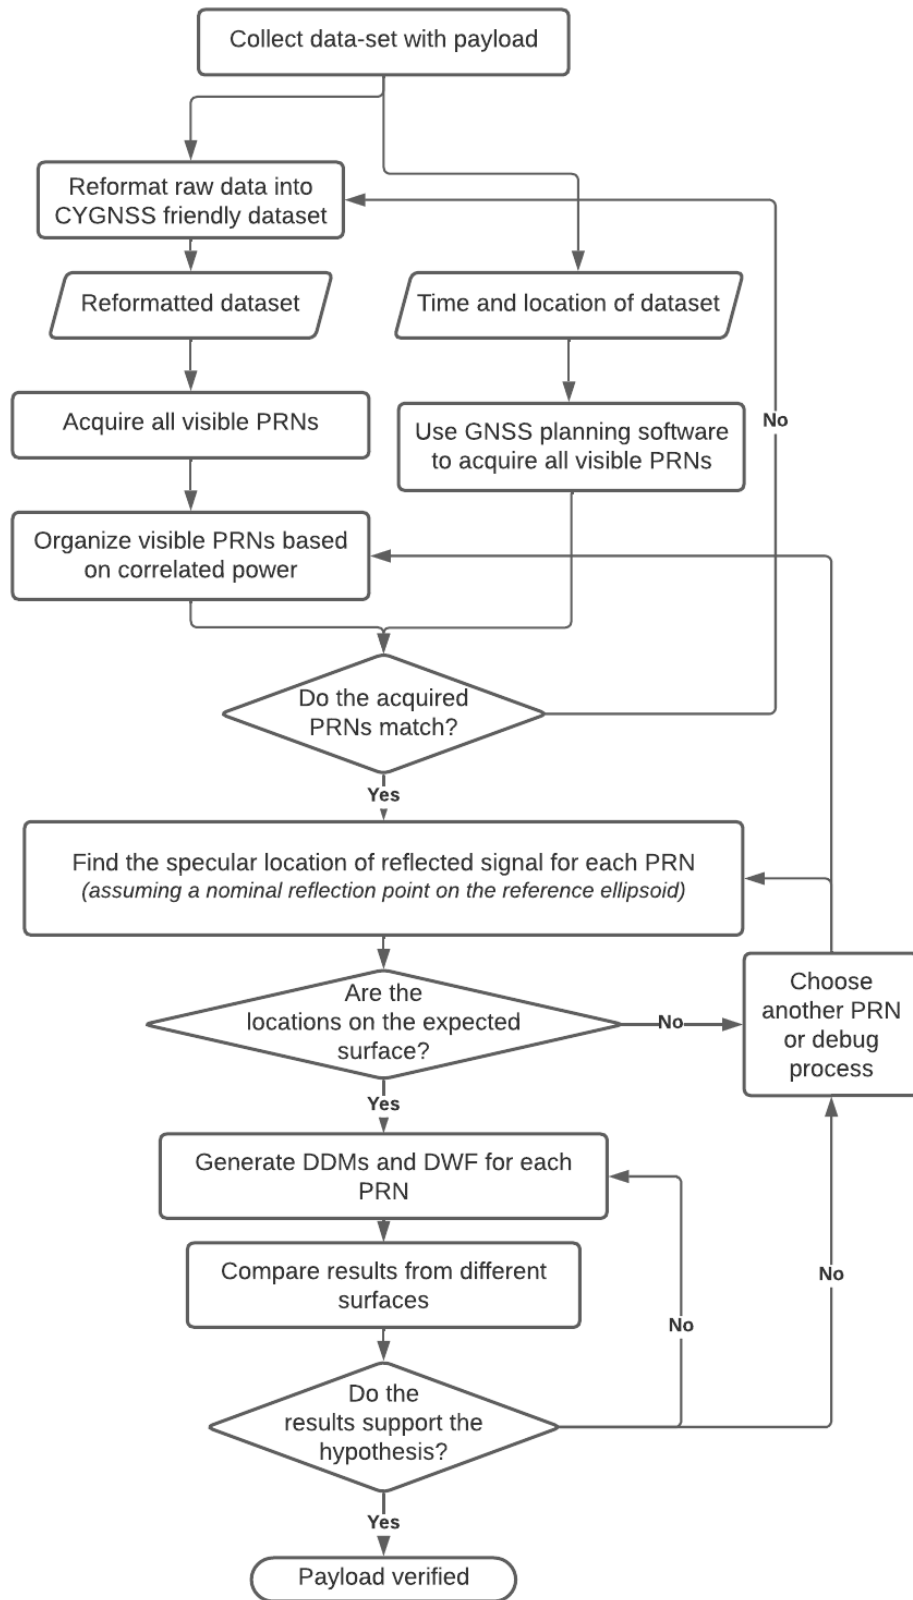 Collect data-set with payload
Reformat raw data into
CYGNSS friendly dataset
Reformatted dataset
Time and location of dataset
Acquire all visible PRNs
Use GNSS planning software
to acquire all visible PRNs
No
Organize visible PRNs based
on correlated power
Do the acquired
PRNs match?
Yes
Find the specular location of reflected signal for each PRN
(assuming a nominal reflection point on the reference ellipsoid)
Are the
locations on the expected
surface?
No
Choose
another PRN
or debug
process
Yes
Generate DDMs and DWF for each
PRN
Compare results from different
surfaces
No
No
Do the
results support the
hypothesis?
Yes
Payload verified